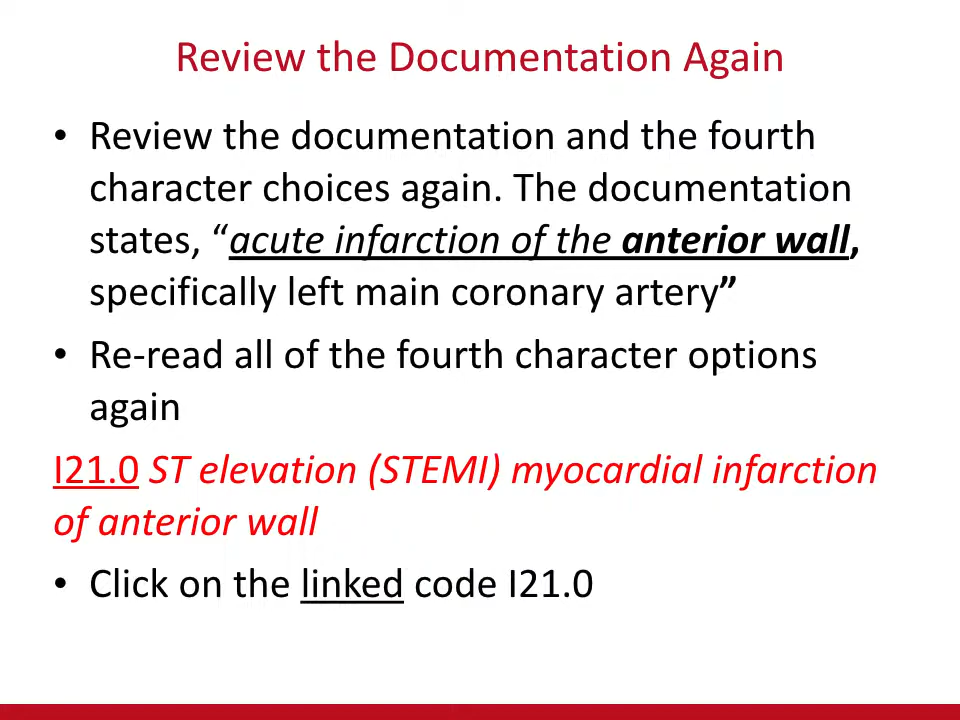 Review the Documentation Again
• Review the documentation and the fourth
character choices again. The documentation
states, “acute infarction of the anterior wall,
specifically left main coronary artery”
• Re-read all of the fourth character options
again
I21.0 ST elevation (STEMI) myocardial infarction
of anterior wall
• Click on the linked code I21.0